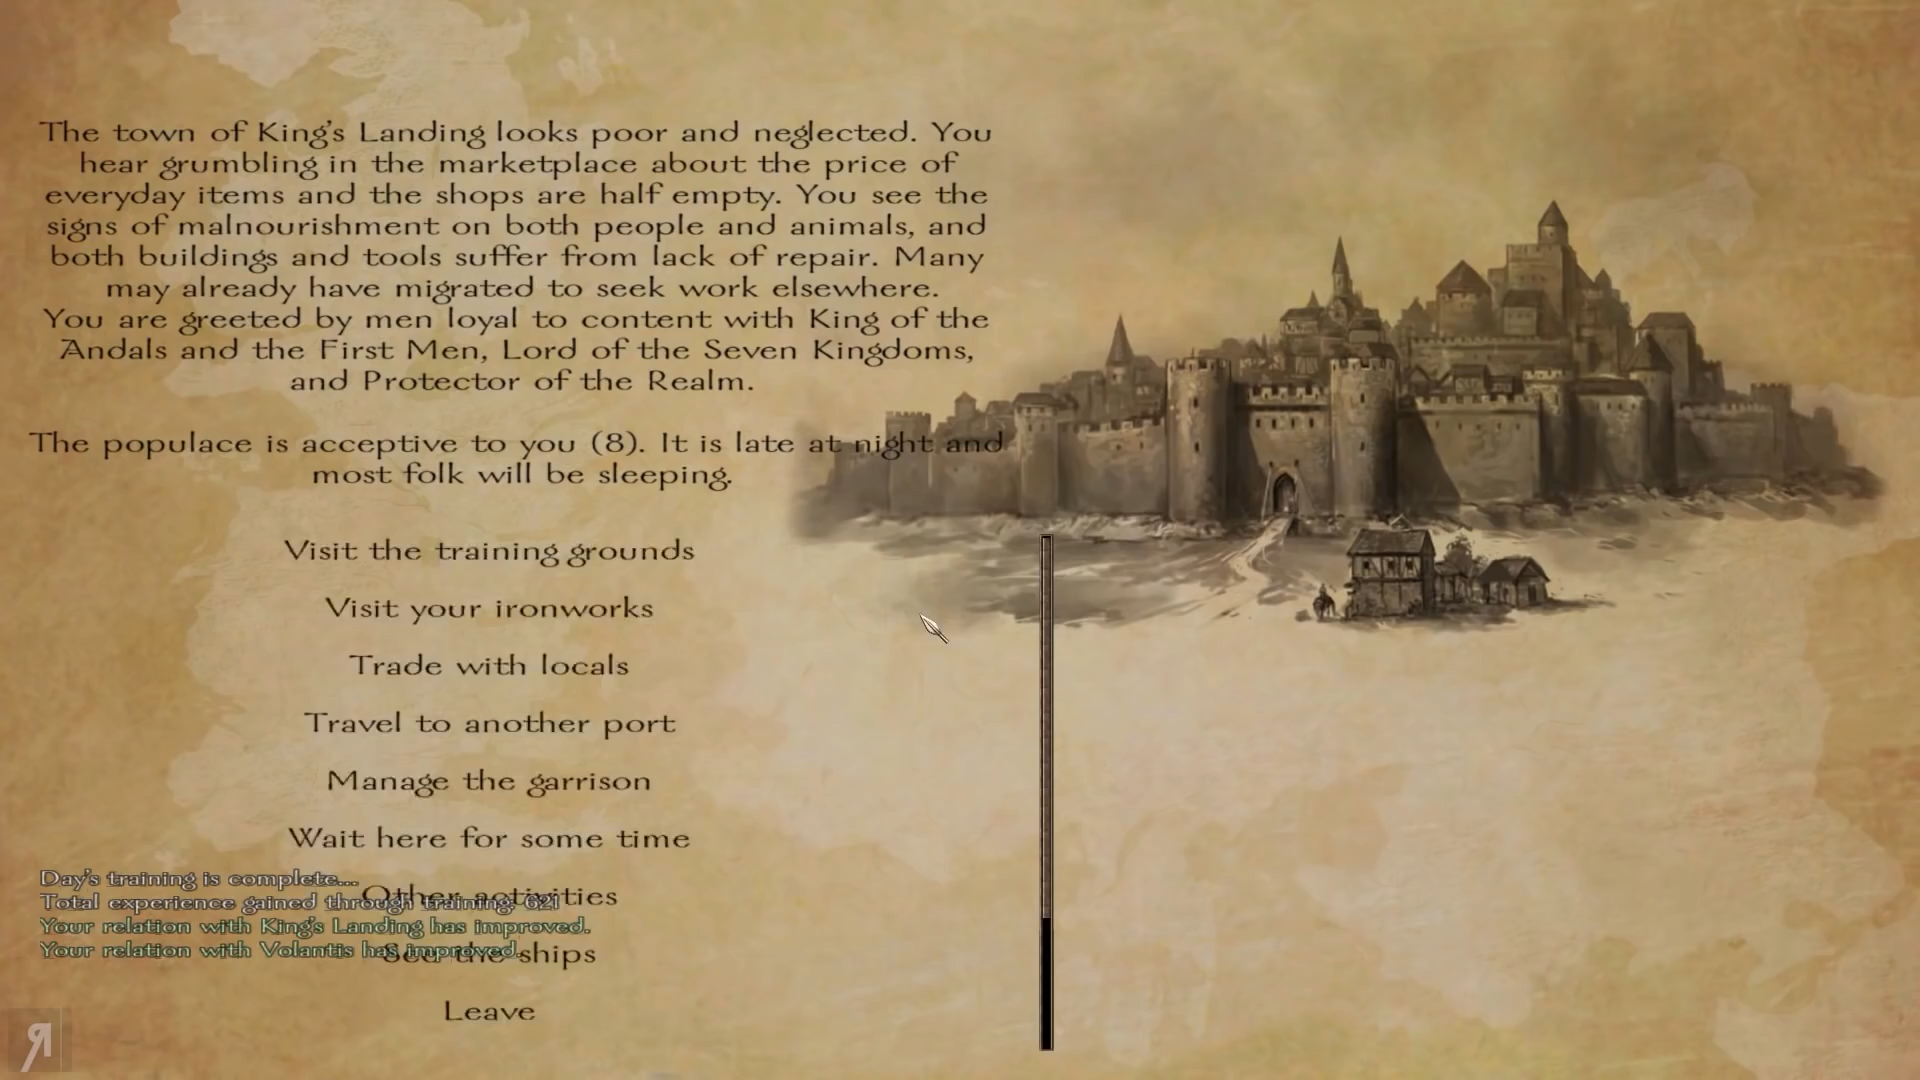 The town of King's Landing looks poor and neglected. You
hear grumbling in the marketplace about the price of
everyday items and the shops are half empty. You see the
signs of malnourishment on both people and animals, and
both buildings and tools suffer from lack of repair. Many
may already have migrated to seek work elsewhere.
You are greeted by men loyal to content with King of the
Andals and the First Men, Lord of the Seven Kingdoms,
and Protector of the Realm.
The populace is acceptive to you (8). It is late at night and
most folk will be sleeping.
Visit the training grounds
Visit your ironworks
Trade with locals
Travel to another port
Manage the garrison
Wait here for some time
Other activities
See the ships
Leave
Day's training is complete...
Total experience gained through training: 621
Your relation with King's Landing has improved.
Your relation with Volantis has improved.